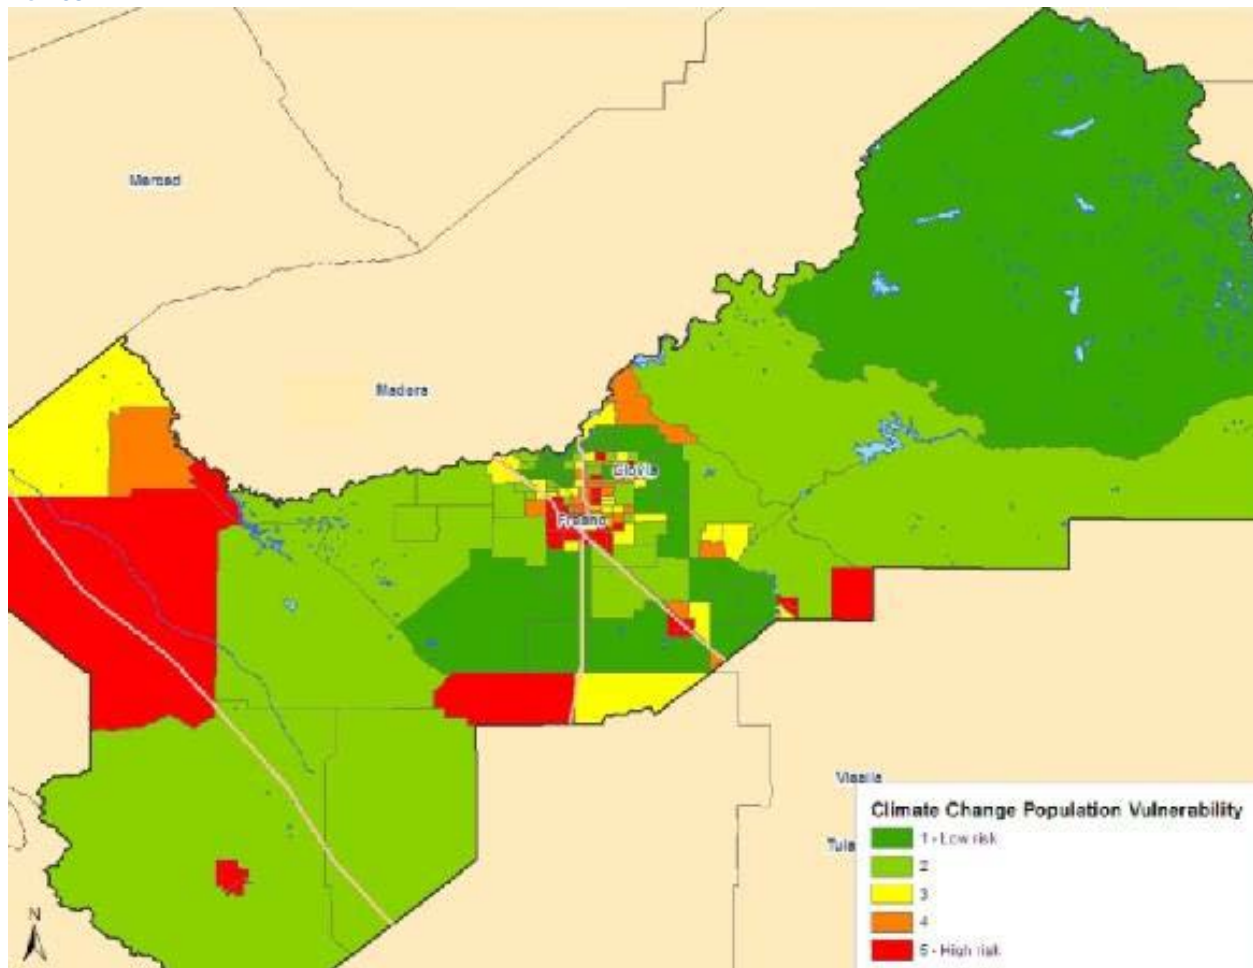 Merced
Madera
Clovis
Fresno
Visalia
Climate Change Population Vulnerability
Tula
1 - Low risk
2
3
4
5 - High risk
N